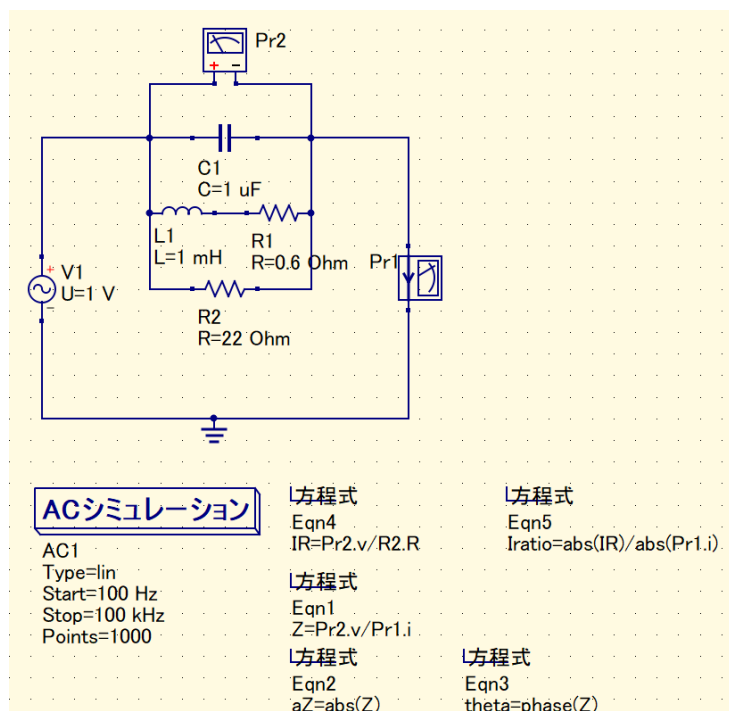 Pr2
+ −
C1
C=1 uF
L1
L=1 mH
R1
R=0.6 Ohm
Pr1
+
V1
U=1 V
−
R2
R=22 Ohm
ACシミュレーション
AC1
Type=lin
Start=100 Hz
Stop=100 kHz
Points=1000
方程式
Eqn4
IR=Pr2.v/R2.R
方程式
Eqn5
Iratio=abs(IR)/abs(Pr1.i)
方程式
Eqn1
Z=Pr2.v/Pr1.i
方程式
Eqn2
aZ=abs(Z)
方程式
Eqn3
theta=phase(Z)